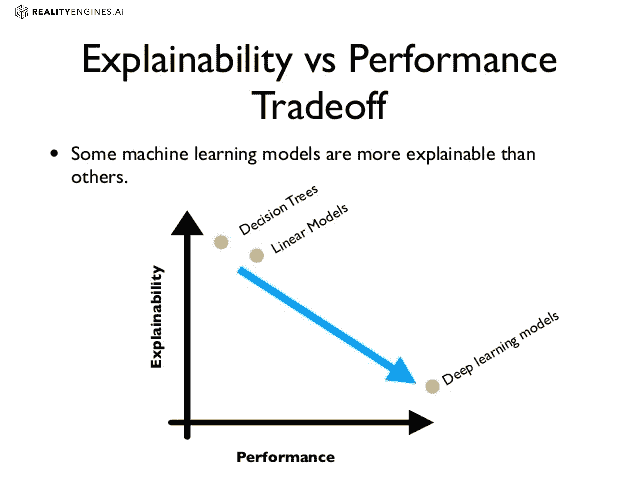 REALITYENGINES.AI
Explainability vs Performance
Tradeoff
• Some machine learning models are more explainable than
others.
Decision Trees
Linear Models
Explainability
Deep learning models
Performance